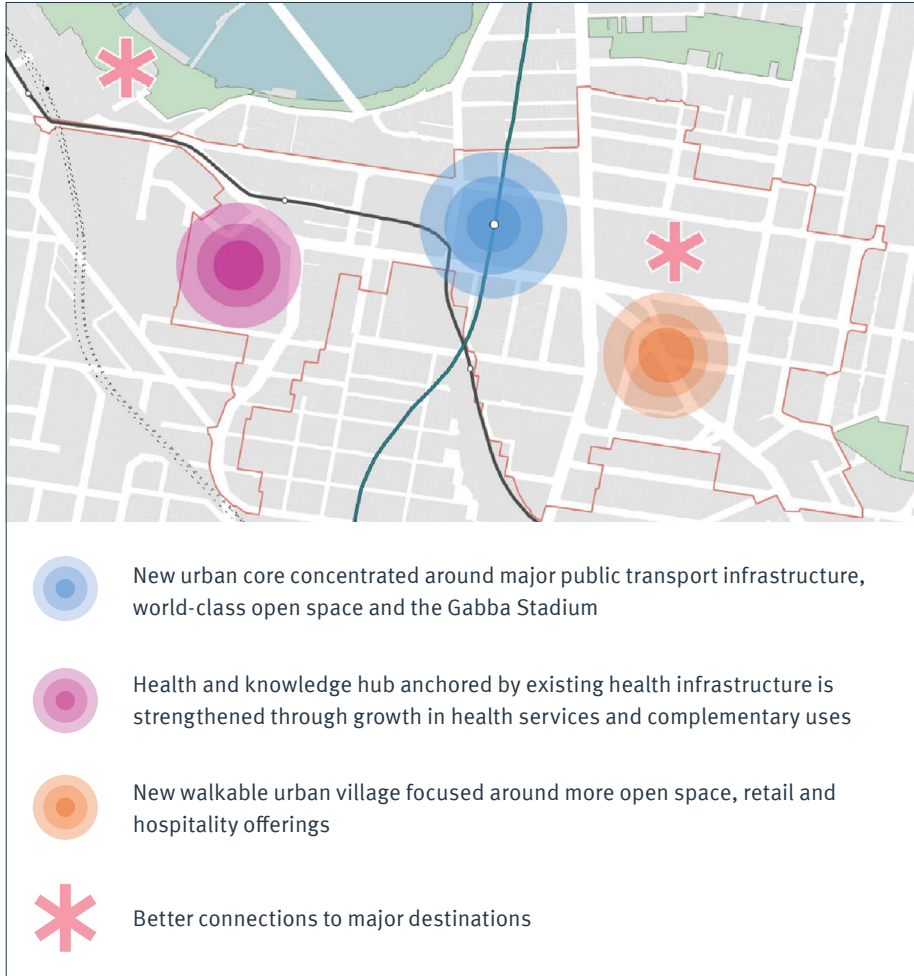 New urban core concentrated around major public transport infrastructure,
world-class open space and the Gabba Stadium
Health and knowledge hub anchored by existing health infrastructure is
strengthened through growth in health services and complementary uses
New walkable urban village focused around more open space, retail and
hospitality offerings
Better connections to major destinations